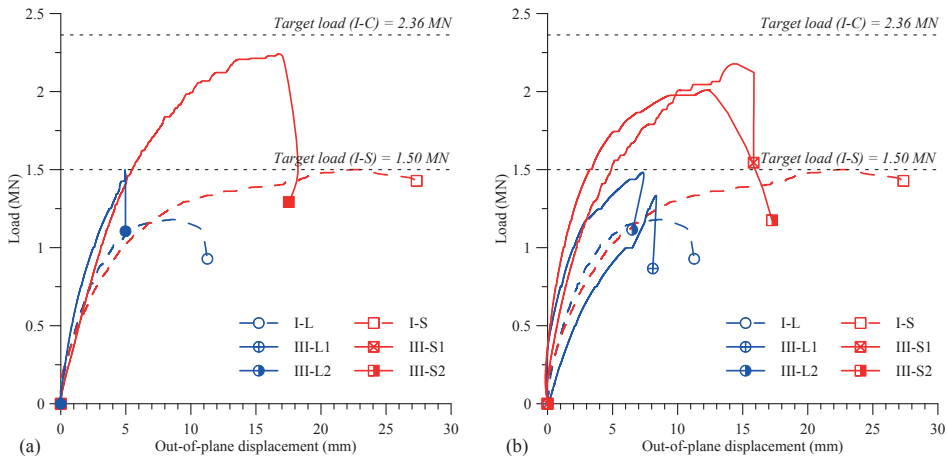 Target load (I-C) = 2.36 MN
Target load (I-S) = 1.50 MN
Load (MN)
2.5
2
1.5
1
0.5
0
0 5 10 15 20 25 30
Out-of-plane displacement (mm)
I-L
III-L1
III-L2
I-S
III-S1
III-S2
(a)
Target load (I-C) = 2.36 MN
Target load (I-S) = 1.50 MN
Load (MN)
2.5
2
1.5
1
0.5
0
0 5 10 15 20 25 30
Out-of-plane displacement (mm)
I-L
III-L1
III-L2
I-S
III-S1
III-S2
(b)